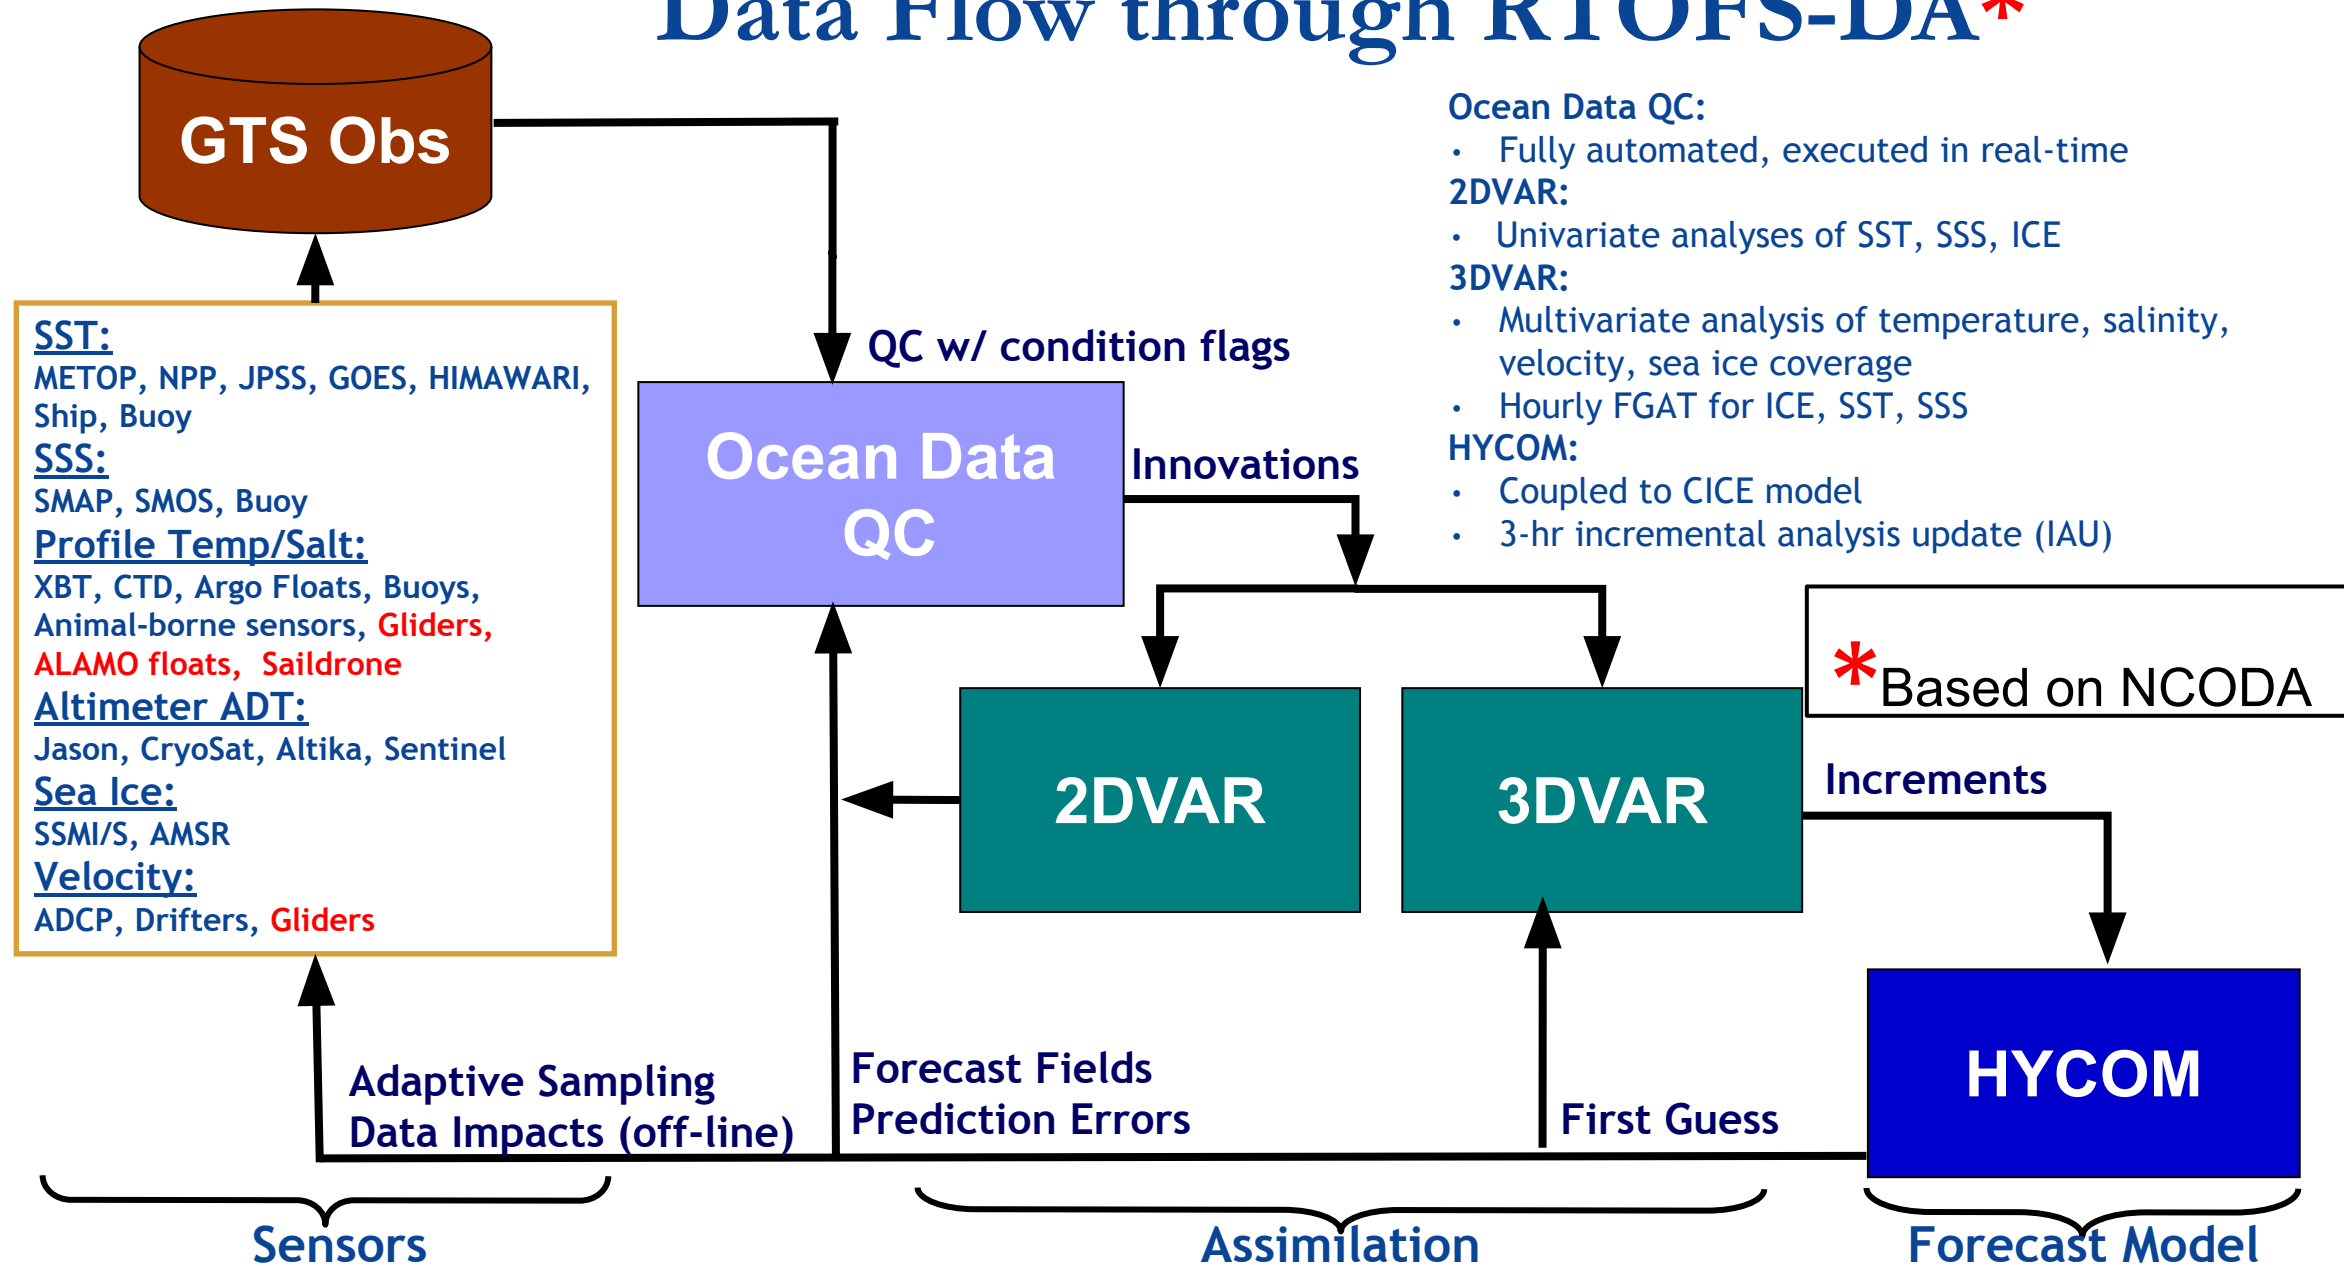 Data Flow through RTOFS-DA*
GTS Obs
Ocean Data QC:
• Fully automated, executed in real-time
2DVAR:
• Univariate analyses of SST, SSS, ICE
3DVAR:
• Multivariate analysis of temperature, salinity,
velocity, sea ice coverage
• Hourly FGAT for ICE, SST, SSS
HYCOM:
• Coupled to CICE model
• 3-hr incremental analysis update (IAU)
SST:
METOP, NPP, JPSS, GOES, HIMAWARI,
Ship, Buoy
SSS:
SMAP, SMOS, Buoy
Profile Temp/Salt:
XBT, CTD, Argo Floats, Buoys,
Animal-borne sensors, Gliders,
ALAMO floats, Saildrone
Altimeter ADT:
Jason, CryoSat, Altika, Sentinel
Sea Ice:
SSMI/S, AMSR
Velocity:
ADCP, Drifters, Gliders
QC w/ condition flags
Ocean Data
QC
Innovations
*Based on NCODA
2DVAR
3DVAR
Increments
HYCOM
Adaptive Sampling
Data Impacts (off-line)
Forecast Fields
Prediction Errors
First Guess
Sensors
Assimilation
Forecast Model